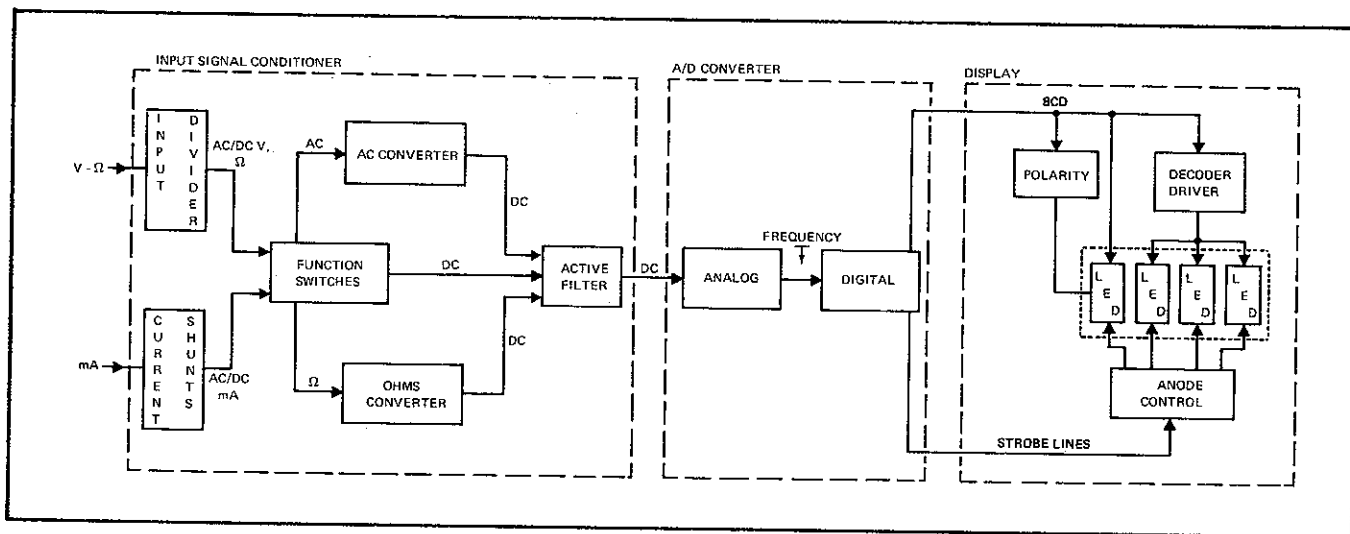 INPUT SIGNAL CONDITIONER
INPUT DIVIDER
V - Ω
AC/DC V,
Ω
AC
AC CONVERTER
DC
FUNCTION
SWITCHES
DC
ACTIVE
FILTER
DC
CURRENT SHUNTS
mA
AC/DC
mA
Ω
OHMS
CONVERTER
DC
A/D CONVERTER
ANALOG
FREQUENCY
DIGITAL
DISPLAY
BCD
POLARITY
DECODER
DRIVER
LED
LED
LED
LED
ANODE
CONTROL
STROBE LINES